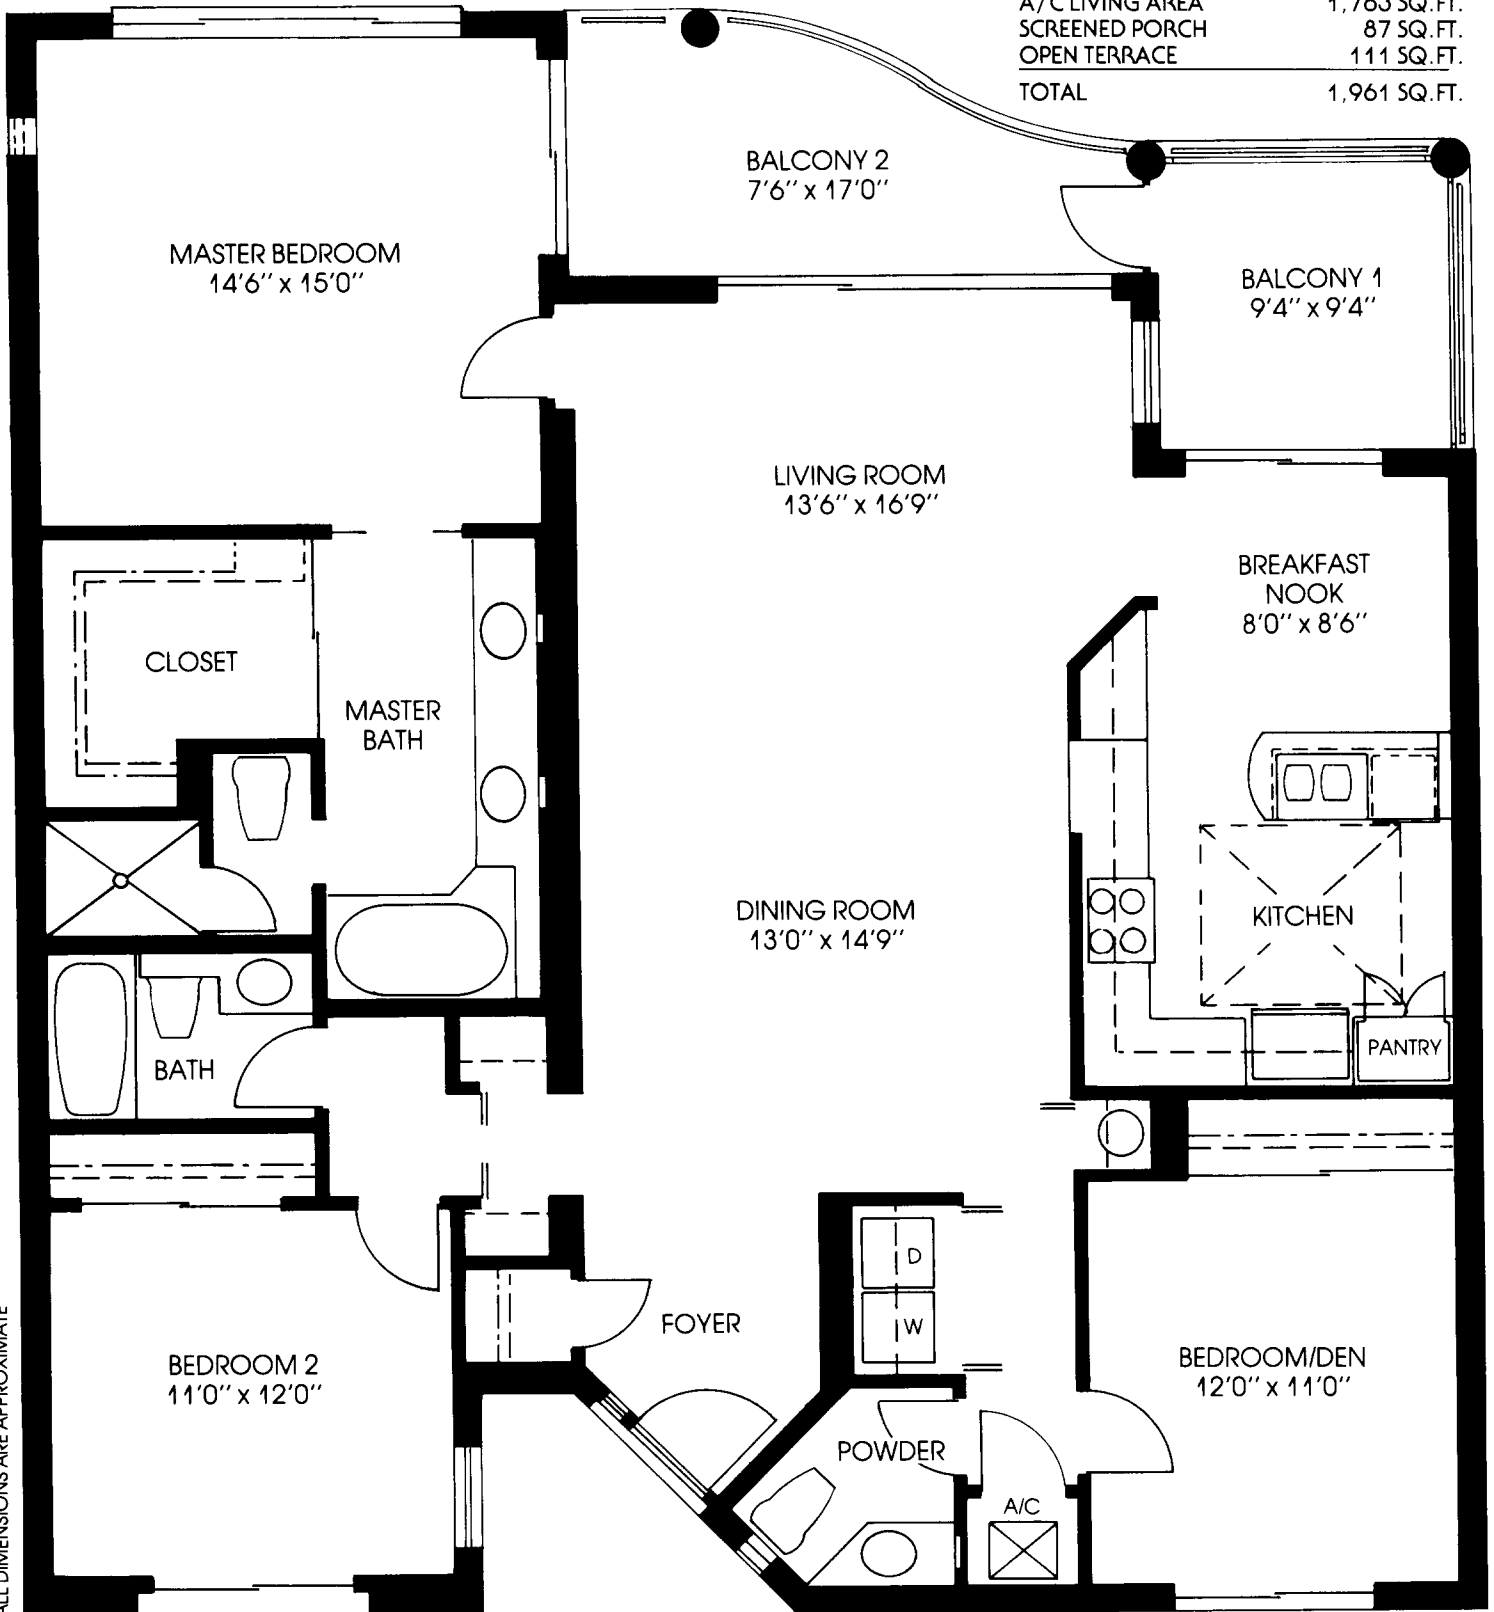 A/C LIVING AREA 1,763 SQ.FT.
SCREENED PORCH 87 SQ.FT.
OPEN TERRACE 111 SQ.FT.
TOTAL 1,961 SQ.FT.
BALCONY 2
7'6" x 17'0"
MASTER BEDROOM
14'6" x 15'0"
BALCONY 1
9'4" x 9'4"
LIVING ROOM
13'6" x 16'9"
BREAKFAST
NOOK
8'0" x 8'6"
CLOSET
MASTER
BATH
DINING ROOM
13'0" x 14'9"
KITCHEN
PANTRY
BATH
D
W
FOYER
BEDROOM 2
11'0" x 12'0"
BEDROOM/DEN
12'0" x 11'0"
POWDER
A/C
ALL DIMENSIONS ARE APPROXIMATE